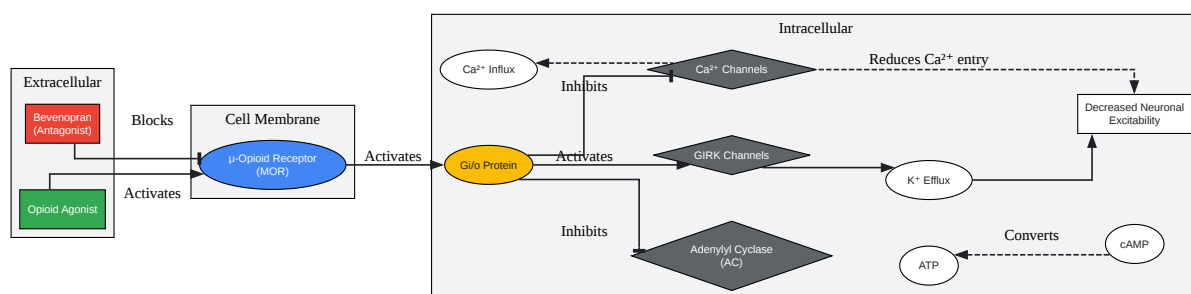 Intracellular
Ca²⁺ Influx
Ca²⁺ Channels
Reduces Ca²⁺ entry
Inhibits
Extracellular
Bevenopran
(Antagonist)
Blocks
Cell Membrane
Decreased Neuronal
Excitability
μ-Opioid Receptor
(MOR)
Activates
Gi/o Protein
Activates
GIRK Channels
K⁺ Efflux
Activates
Opioid Agonist
Inhibits
Adenylyl Cyclase
(AC)
Converts
cAMP
ATP